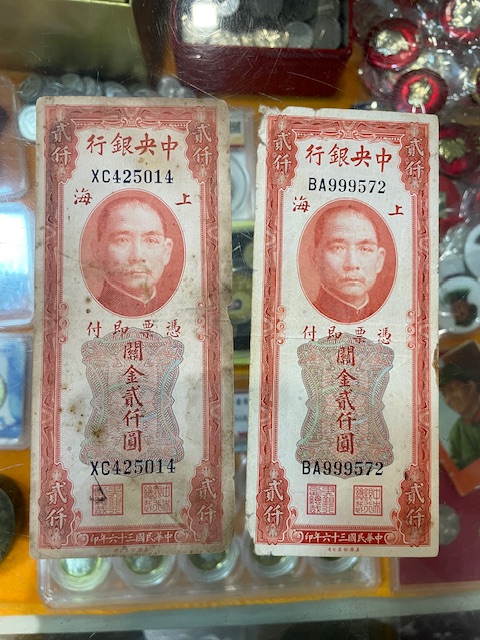 中央銀行
貳仟
貳仟
XC425014
上海
憑票即付
關金貳仟圓
XC425014
貳仟
貳仟
中華民國三十六年印
中央銀行
貳仟
貳仟
BA999572
上海
憑票即付
關金貳仟圓
BA999572
貳仟
貳仟
中華民國三十六年印